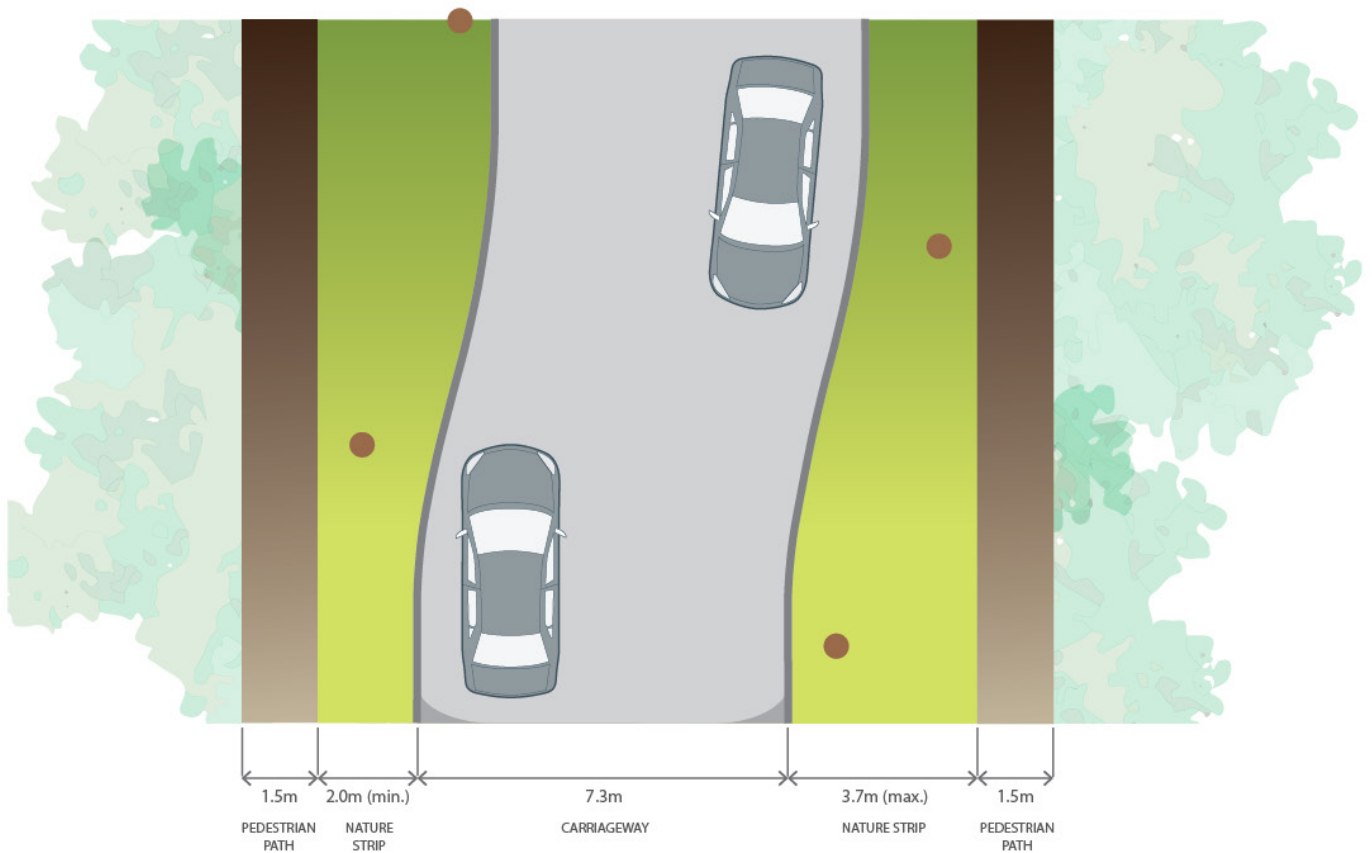 1.5m 2.0m (min.) 7.3m 3.7m (max.) 1.5m
PEDESTRIAN PATH
NATURE STRIP
CARRIAGEWAY
NATURE STRIP
PEDESTRIAN PATH